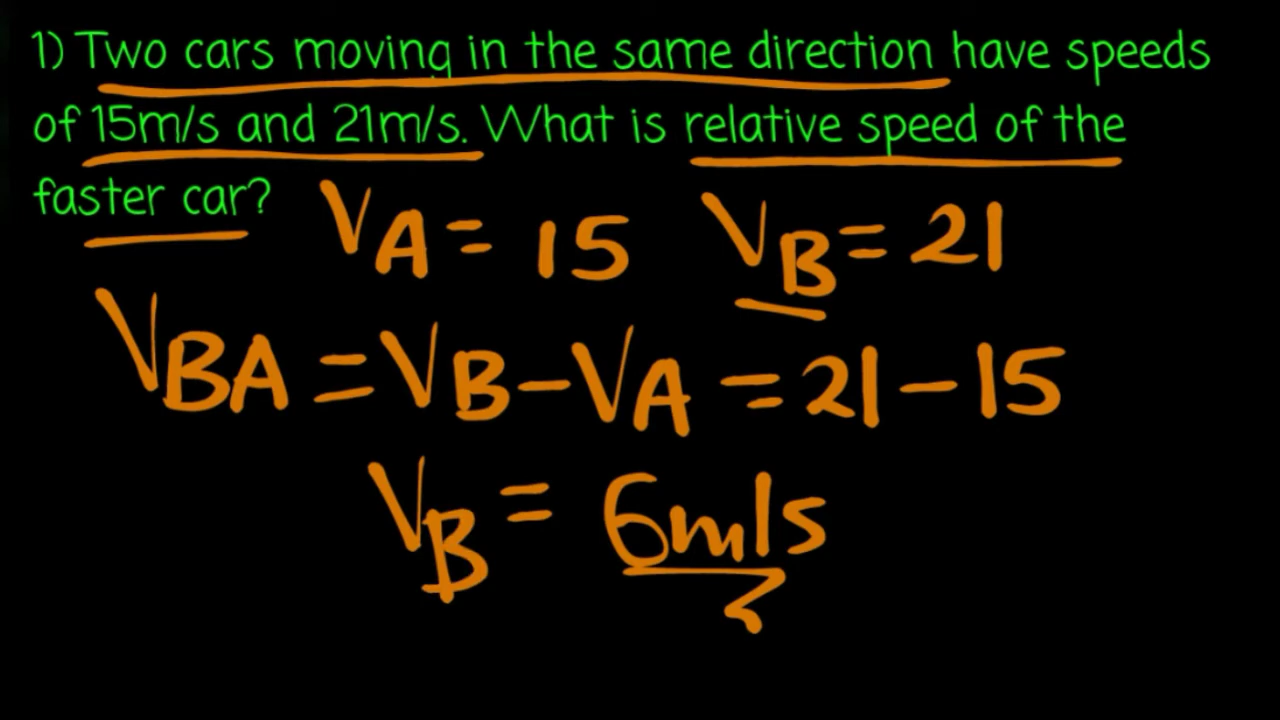 1) Two cars moving in the same direction have speeds
of 15m/s and 21m/s. What is relative speed of the
faster car?
VA = 15 VB = 21
VBA = VB - VA = 21 - 15
VB = 6m/s